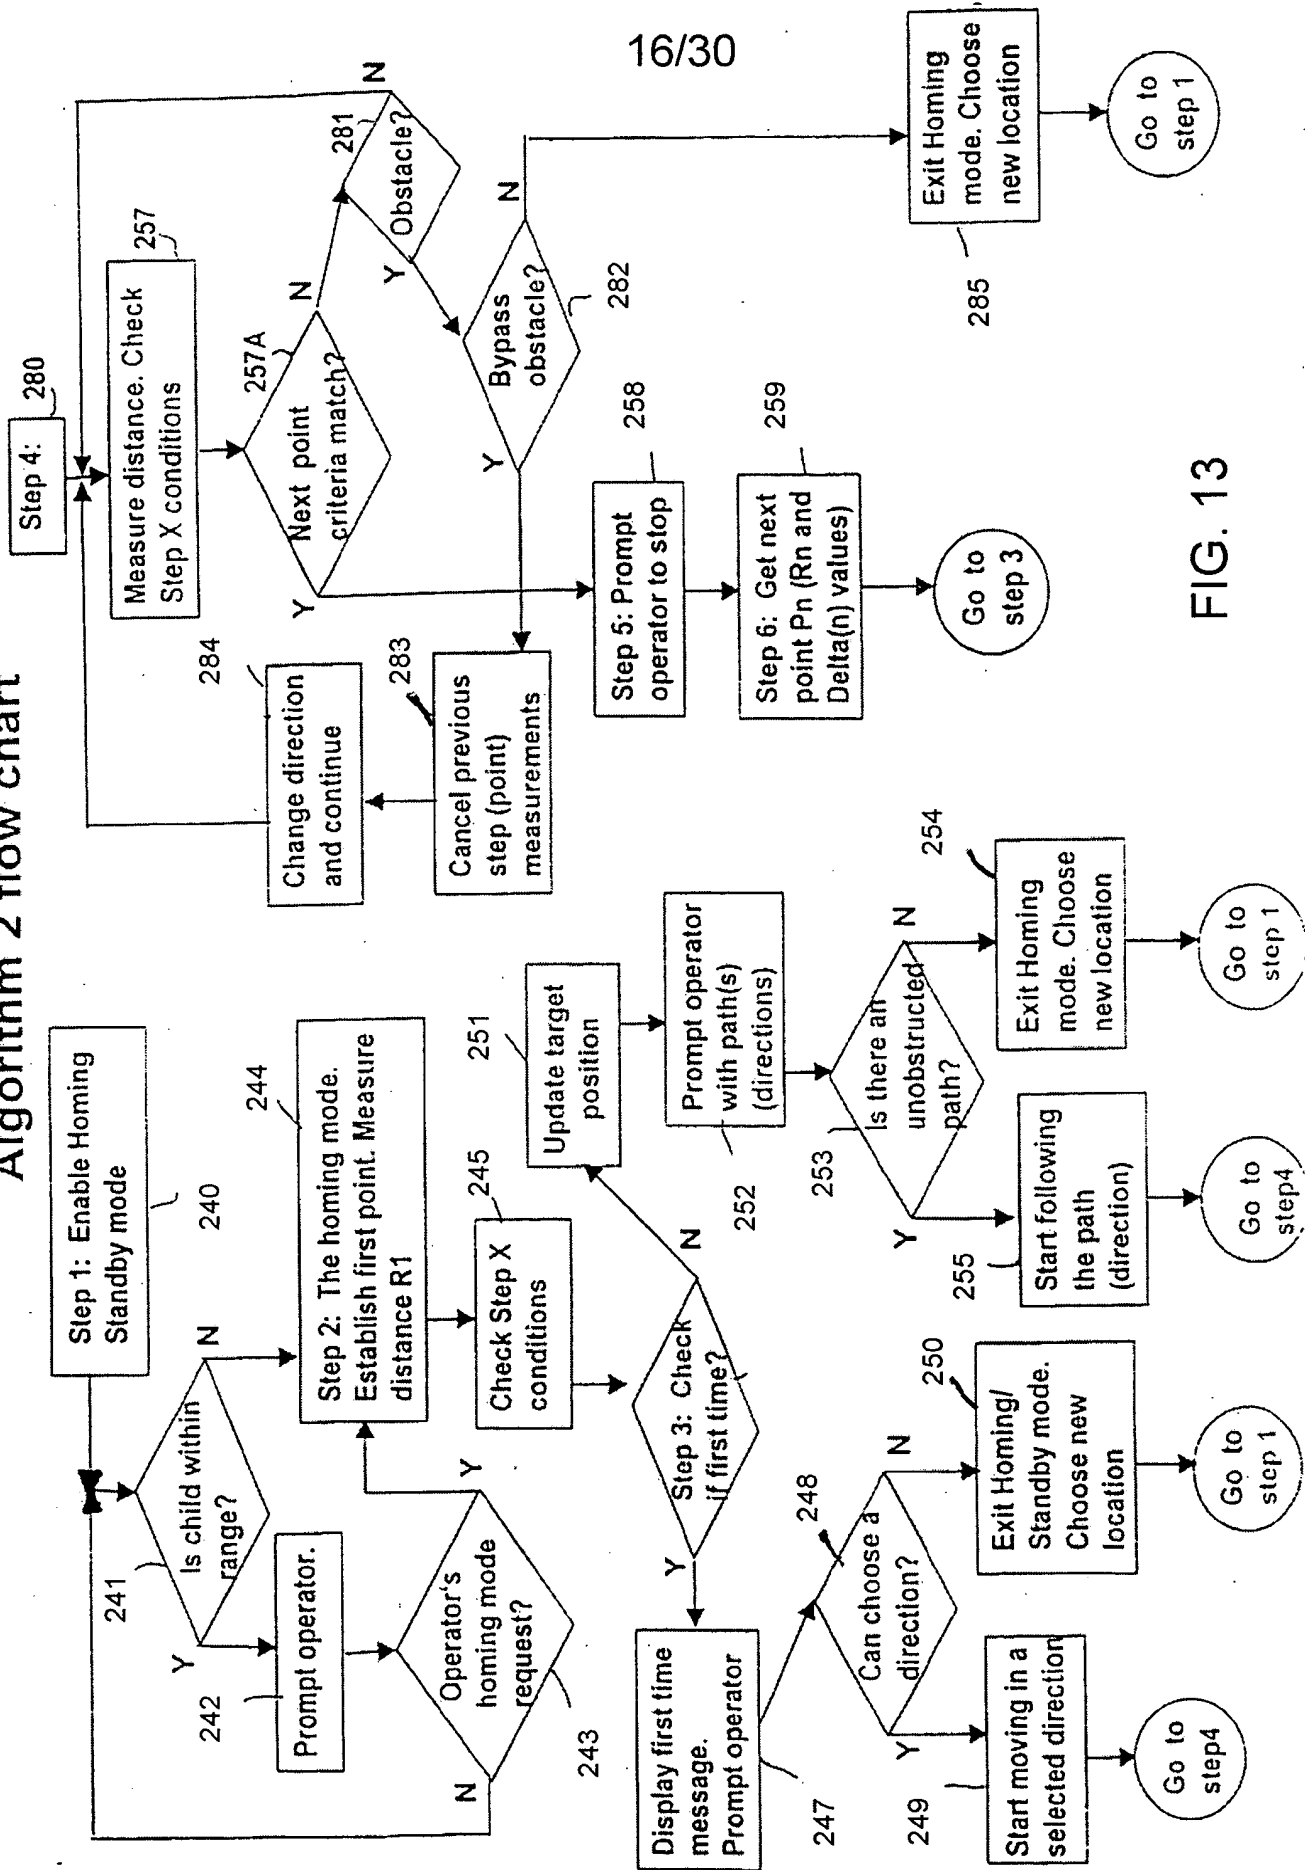 16/30
Algorithm 2 flow chart
Step 1: Enable Homing
Standby mode
240
Is child within
range?
241
Y
N
Prompt operator.
242
Operator's
homing mode
request?
243
N
Y
Step 2: The homing mode.
Establish first point. Measure
distance R1
244
Check Step X
conditions
245
Step 3: Check
if first time?
Y
N
Display first time
message.
Prompt operator
247
Can choose a
direction?
248
Y
N
Start moving in a
selected direction
249
Go to
step4
Exit Homing/
Standby mode.
Choose new
location
250
Go to
step 1
Update target
position
251
Prompt operator
with path(s)
(directions)
252
Is there an
unobstructed
path?
253
Y
N
Start following
the path
(direction)
255
Go to
step4
Exit Homing
mode. Choose
new location
254
Go to
step 1
Step 4:
280
Measure distance. Check
Step X conditions
257
Next point
criteria match?
257A
Y
N
Obstacle?
281
N
Y
Bypass
obstacle?
282
Y
N
Cancel previous
step (point)
measurements
283
Change direction
and continue
284
Step 5: Prompt
operator to stop
258
Step 6: Get next
point Pn (Rn and
Delta(n) values)
259
Go to
step 3
Exit Homing
mode. Choose
new location
285
Go to
step 1
FIG. 13